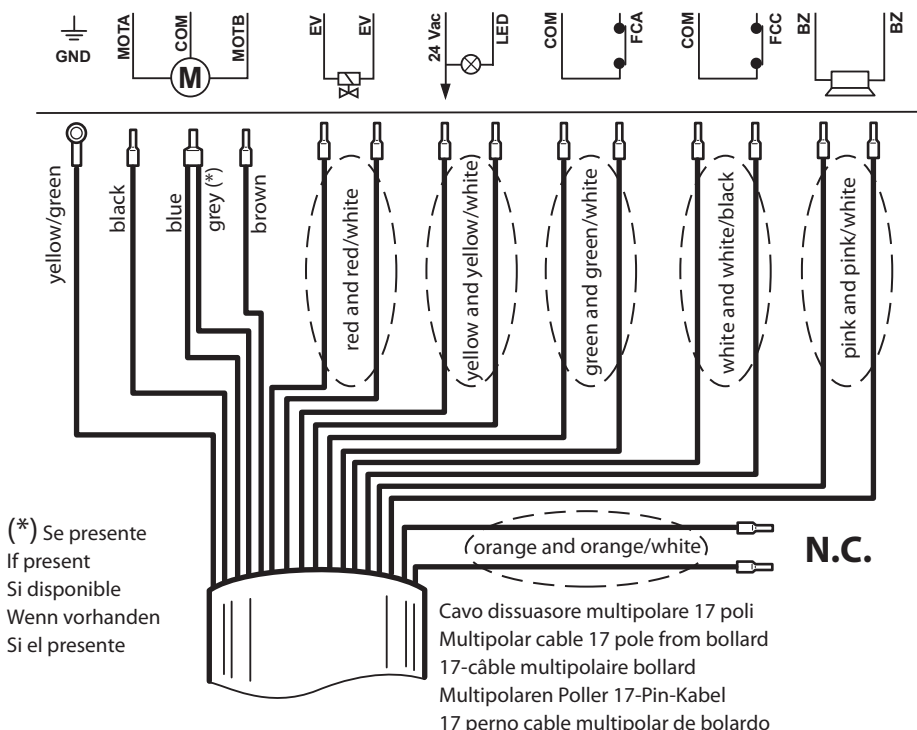 GND
MOTA
COM
MOTB
M
EV
EV
24 Vac
LED
COM
FCA
COM
FCC
BZ
BZ
yellow/green
black
blue
grey (*)
brown
red and red/white
yellow and yellow/white
green and green/white
white and white/black
pink and pink/white
orange and orange/white
N.C.
(*) Se presente
If present
Si disponible
Wenn vorhanden
Si el presente
Cavo dissuasore multipolare 17 poli
Multipolar cable 17 pole from bollard
17-câble multipolaire bollard
Multipolaren Poller 17-Pin-Kabel
17 perno cable multipolar de bolardo